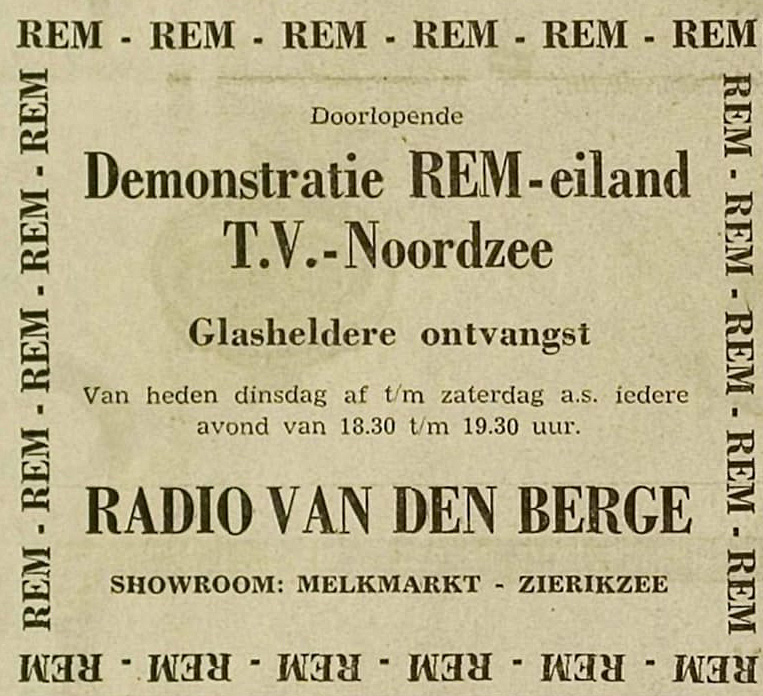 REM - REM - REM - REM - REM - REM
Doorlopende
Demonstratie REM-eiland
T.V.-Noordzee
Glasheldere ontvangst
Van heden dinsdag af t/m zaterdag a.s. iedere
avond van 18.30 t/m 19.30 uur.
RADIO VAN DEN BERGE
SHOWROOM: MELKMARKT - ZIERIKZEE
REM - REM - REM - REM - REM
REM - REM - REM - REM - REM
REM - REM - REM - REM - REM - REM